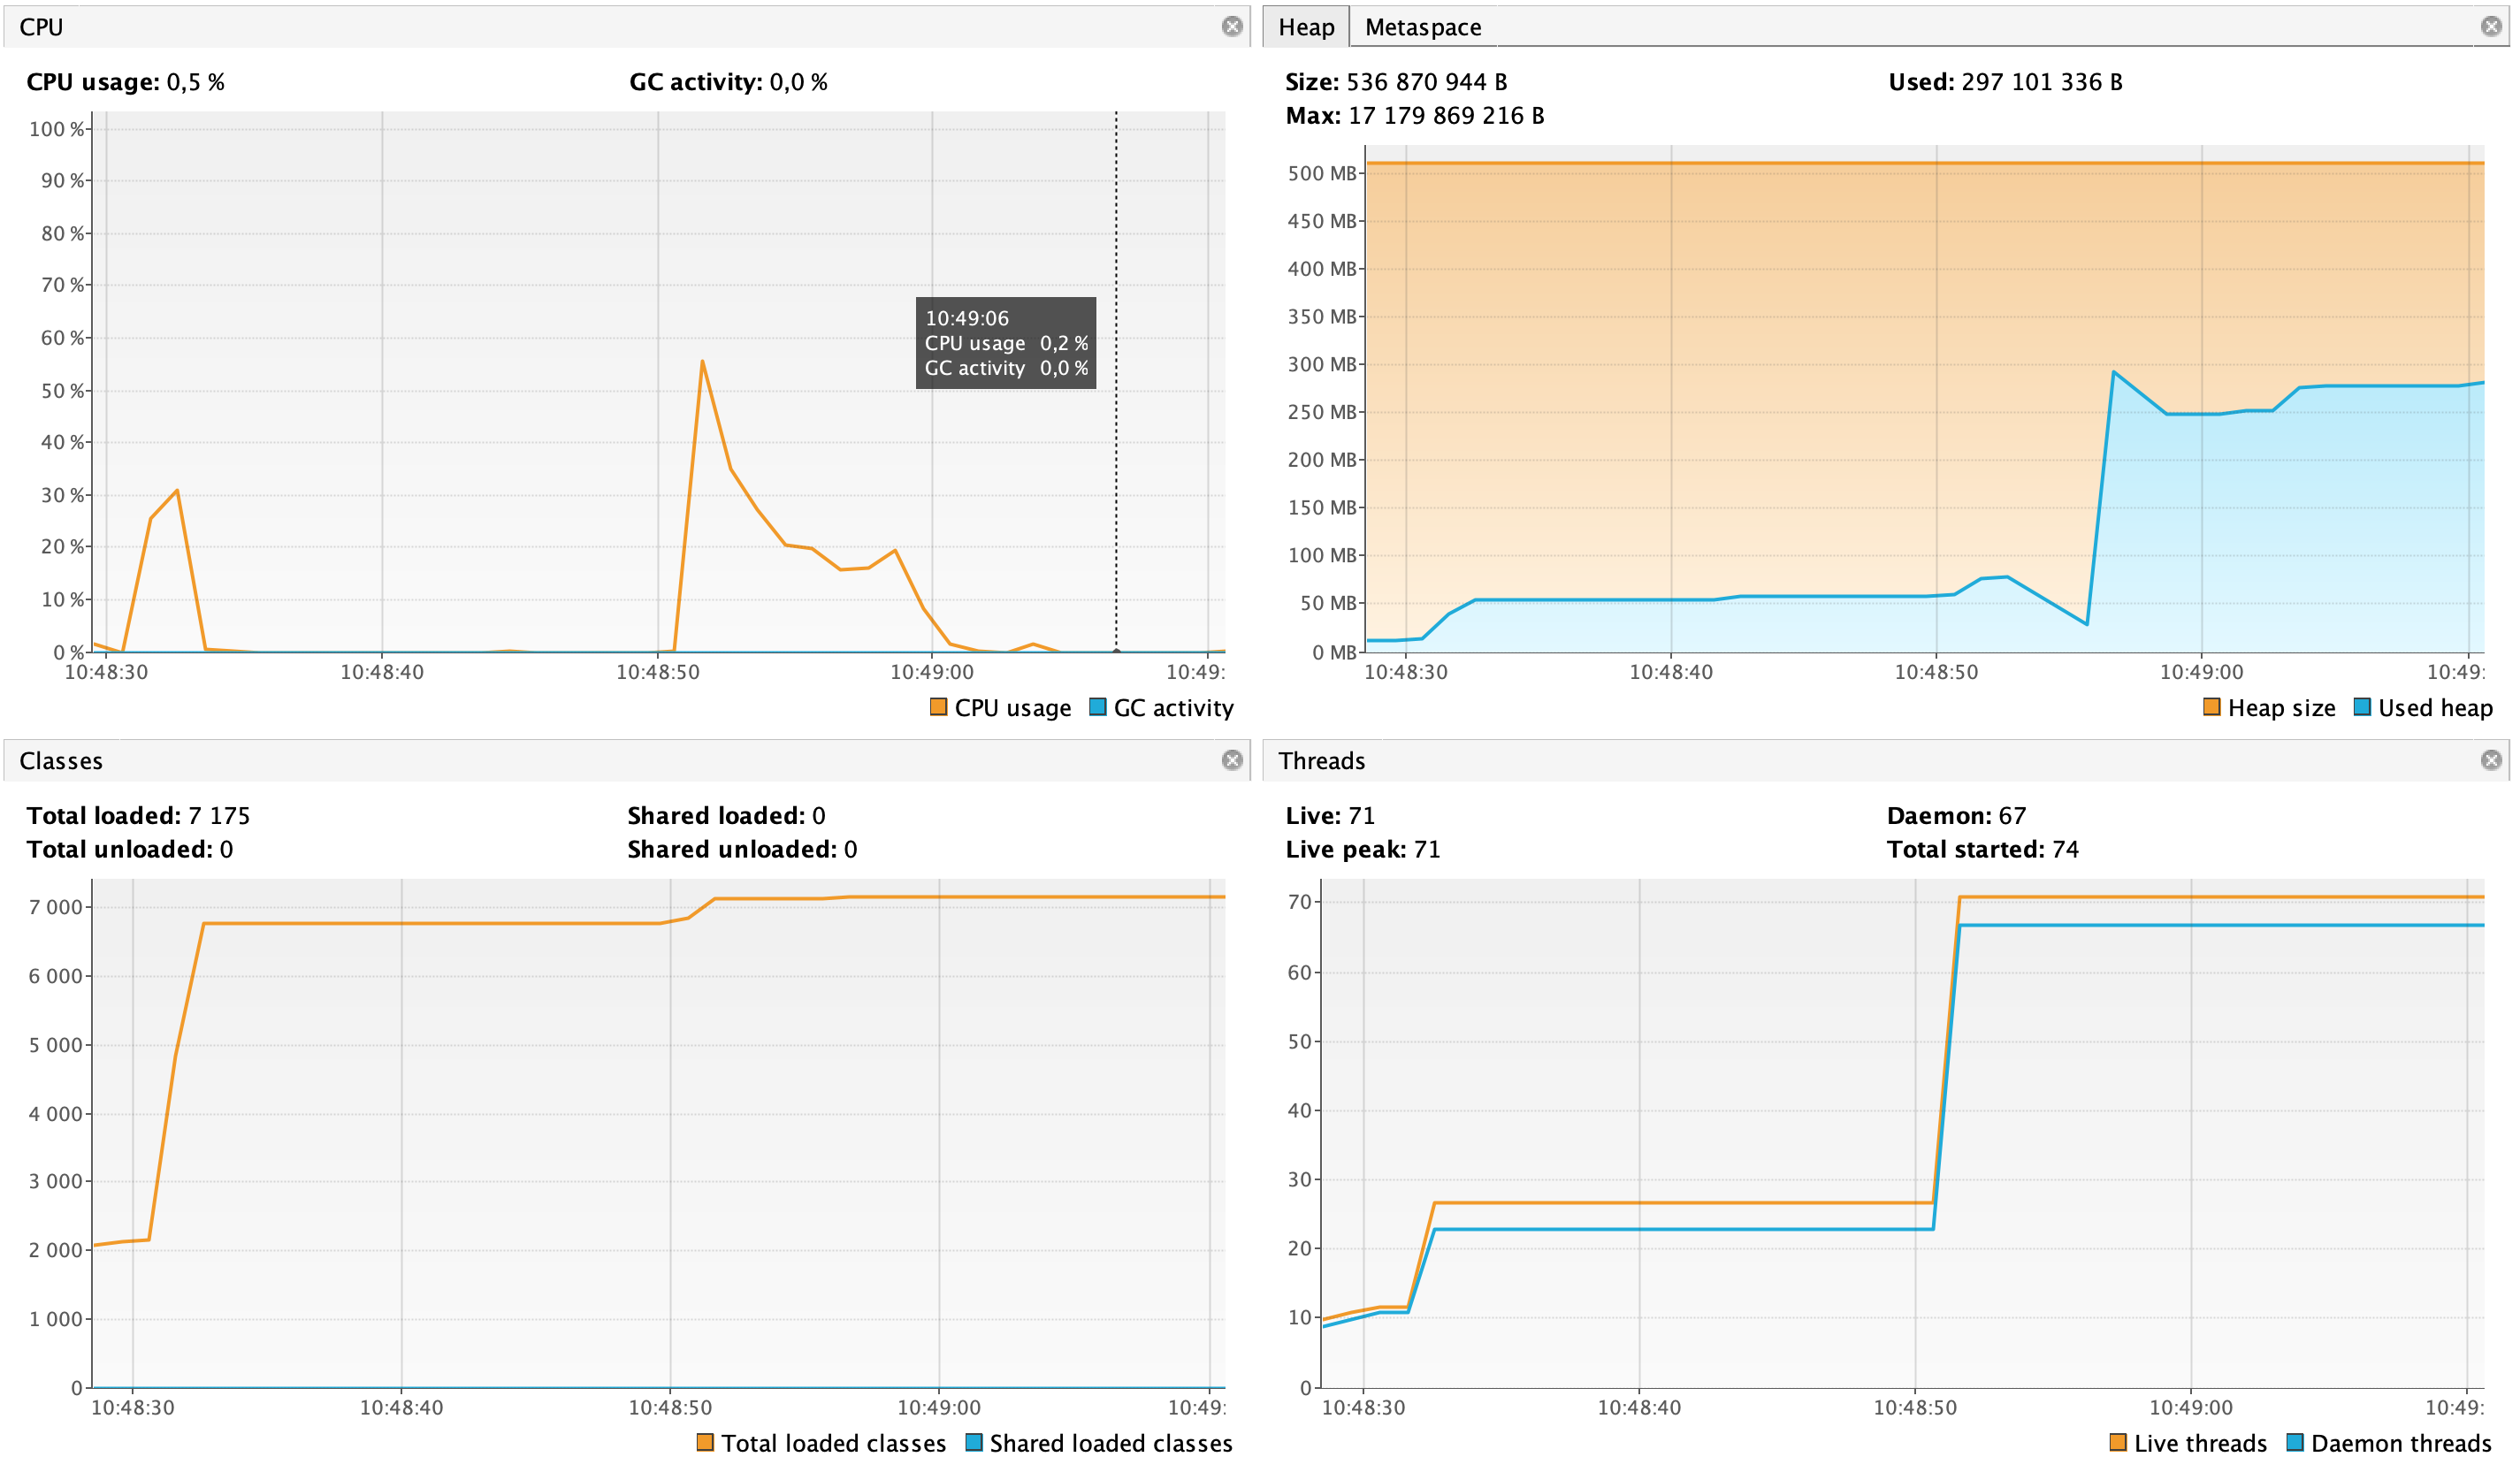 CPU
CPU usage: 0,5 %
GC activity: 0,0 %
100 %
90 %
80 %
70 %
60 %
50 %
40 %
30 %
20 %
10 %
0 %
10:49:06
CPU usage 0,2 %
GC activity 0,0 %
10:48:30 10:48:40 10:48:50 10:49:00 10:49:
CPU usage GC activity
Heap Metaspace
Size: 536 870 944 B
Used: 297 101 336 B
Max: 17 179 869 216 B
500 MB
450 MB
400 MB
350 MB
300 MB
250 MB
200 MB
150 MB
100 MB
50 MB
0 MB
10:48:30 10:48:40 10:48:50 10:49:00 10:49:
Heap size Used heap
Classes
Total loaded: 7 175
Shared loaded: 0
Total unloaded: 0
Shared unloaded: 0
7 000
6 000
5 000
4 000
3 000
2 000
1 000
0
10:48:30 10:48:40 10:48:50 10:49:00 10:49:
Total loaded classes Shared loaded classes
Threads
Live: 71
Daemon: 67
Live peak: 71
Total started: 74
70
60
50
40
30
20
10
0
10:48:30 10:48:40 10:48:50 10:49:00 10:49:
Live threads Daemon threads